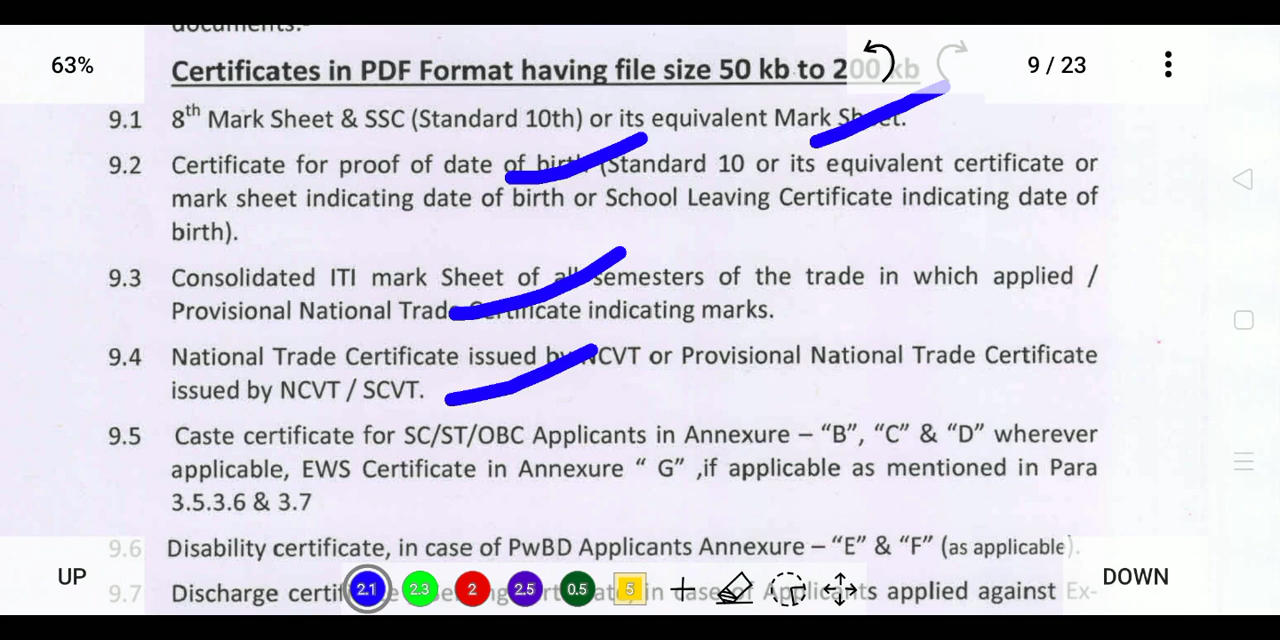 documents:-
63%
Certificates in PDF Format having file size 50 kb to 200 kb
9 / 23
9.1 8th Mark Sheet & SSC (Standard 10th) or its equivalent Mark Sheet.
9.2 Certificate for proof of date of birth (Standard 10 or its equivalent certificate or
mark sheet indicating date of birth or School Leaving Certificate indicating date of
birth).
9.3 Consolidated ITI mark Sheet of all semesters of the trade in which applied /
Provisional National Trade Certificate indicating marks.
9.4 National Trade Certificate issued by NCVT or Provisional National Trade Certificate
issued by NCVT / SCVT.
9.5 Caste certificate for SC/ST/OBC Applicants in Annexure – “B”, “C” & “D” wherever
applicable, EWS Certificate in Annexure “ G” ,if applicable as mentioned in Para
3.5.3.6 & 3.7
9.6 Disability certificate, in case of PwBD Applicants Annexure – “E” & “F” (as applicable).
UP
DOWN
9.7 Discharge in case of Applicants applied against Ex-
2.1 2.3 2 2.5 0.5 5